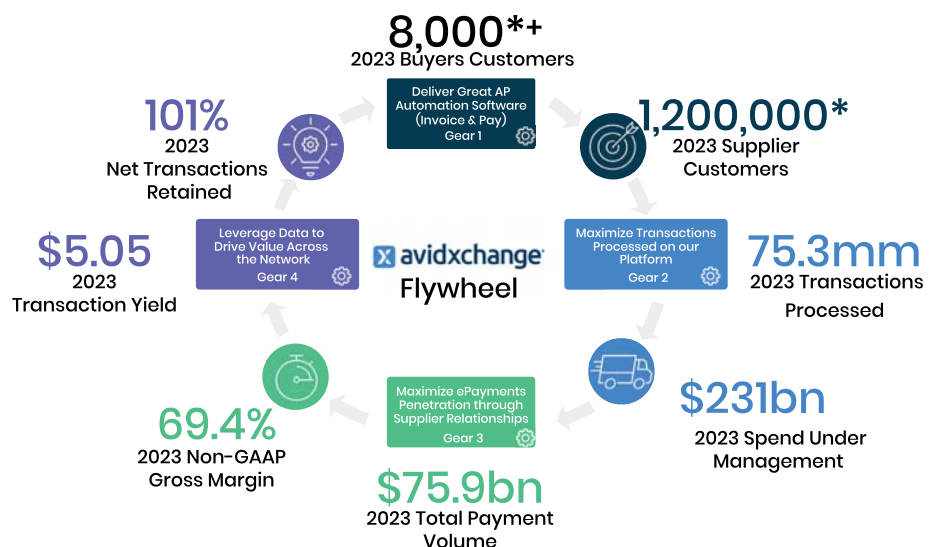 8,000*+
2023 Buyers Customers
Deliver Great AP
Automation Software
(Invoice & Pay)
Gear 1
1,200,000*
2023 Supplier
Customers
Maximize Transactions
Processed on our
Platform
Gear 2
75.3mm
2023 Transactions
Processed
$231bn
2023 Spend Under
Management
Maximize ePayments
Penetration through
Supplier Relationships
Gear 3
$75.9bn
2023 Total Payment
Volume
69.4%
2023 Non-GAAP
Gross Margin
Leverage Data to
Drive Value Across
the Network
Gear 4
$5.05
2023
Transaction Yield
101%
2023
Net Transactions
Retained
avidxchange
Flywheel